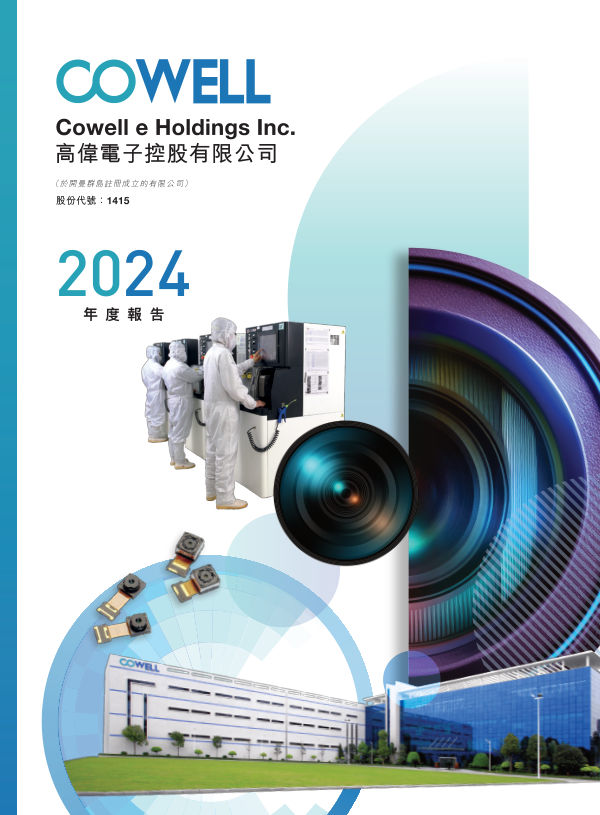 COWELL
Cowell e Holdings Inc.
高偉電子控股有限公司
（於開曼群島註冊成立的有限公司）
股份代號：1415
2024
年度報告
COWELL